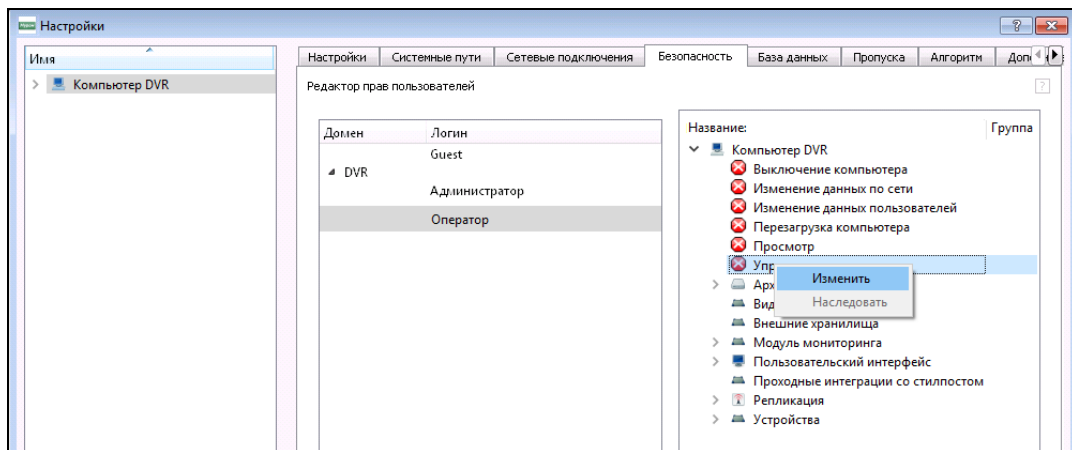 Настройки
Имя
Компьютер DVR
Настройки Системные пути Сетевые подключения Безопасность База данных Пропуска Алгоритм
Редактор прав пользователей
Домен Логин
Guest
DVR
Администратор
Оператор
Название: Группа
Компьютер DVR
Выключение компьютера
Изменение данных по сети
Изменение данных пользователей
Перезагрузка компьютера
Просмотр
Изменить
Наследовать
Внешние хранилища
Модуль мониторинга
Пользовательский интерфейс
Проходные интеграции со стилпостом
Репликация
Устройства